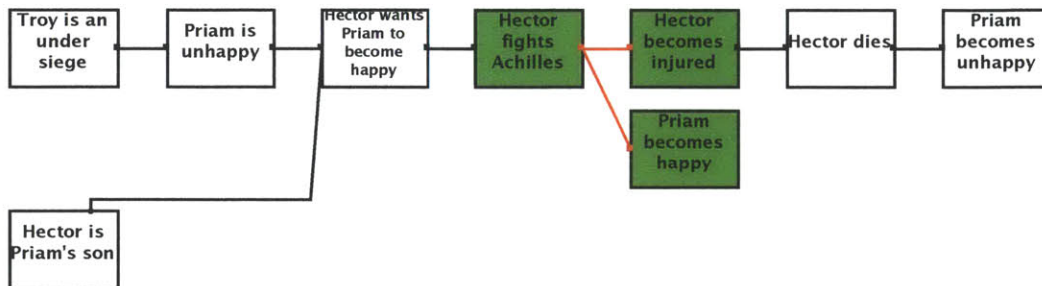 Troy is an
under
siege
Priam is
unhappy
Hector wants
Priam to
become
happy
Hector
fights
Achilles
Hector
becomes
injured
Hector dies
Priam
becomes
unhappy
Priam
becomes
happy
Hector is
Priam's son